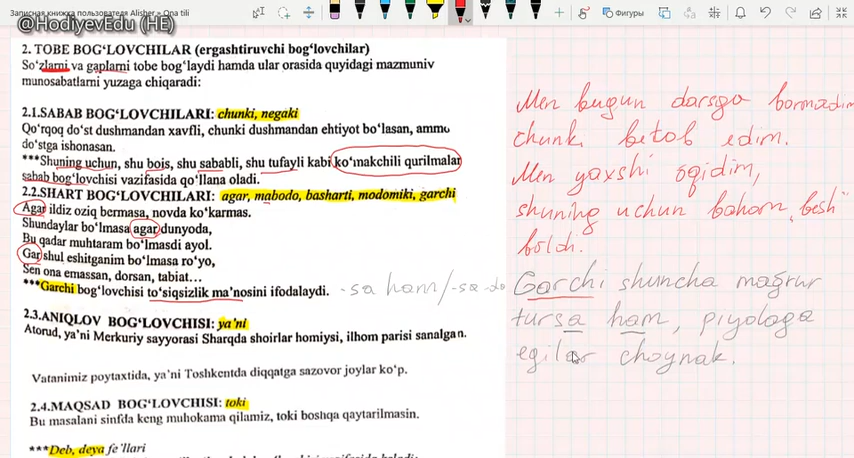 Записная книжка пользователя Alisher » Ona tili
@HodiyevEdu (HE)
Фигуры
2. TOBE BOG‘LOVCHILAR (ergashtiruvchi bog‘lovchilar)
So‘zlarni va gaplarni tobe bog‘laydi hamda ular orasida quyidagi mazmuniy
munosabatlarni yuzaga chiqaradi:
2.1.SABAB BOG‘LOVCHILARI: chunki, negaki
Qo‘rqoq do‘st dushmandan xavfli, chunki dushmandan ehtiyot bo‘lasan, ammo
do‘stga ishonasan.
***Shuning uchun, shu bois, shu sababli, shu tufayli kabi ko‘makchili qurilmalar
sabab bog‘lovchisi vazifasida qo‘llana oladi.
2.2.SHART BOG‘LOVCHILARI: agar, mabodo, basharti, modomiki, garchi
Agar ildiz oziq bermasa, novda ko‘karmas.
Shundaylar bo‘lmasa agar dunyoda,
Bu qadar muhtaram bo‘lmasdi ayol.
Gar shul eshitganim bo‘lmasa ro‘yo,
Sen ona emassan, dorsan, tabiat…
***Garchi bog‘lovchisi to‘siqsizlik ma’nosini ifodalaydi. -sa ham/-sa-da
2.3.ANIQLOV BOG‘LOVCHISI: ya’ni
Atorud, ya’ni Merkuriy sayyorasi Sharqda shoirlar homiysi, ilhom parisi sanalgan.
Vatanimiz poytaxtida, ya’ni Toshkentda diqqatga sazovor joylar ko‘p.
2.4.MAQSAD BOG‘LOVCHISI: toki
Bu masalani sinfda keng muhokama qilamiz, toki boshqa qaytarilmasin.
***Deb, deya fe’llari
Men bugun darsga bormadim
chunki betob edim.
Men yaxshi oqidim,
shuning uchun bahom „besh“
boldi.
Garchi shuncha mağrur
tursa ham, piyolaga
egilar choynak.